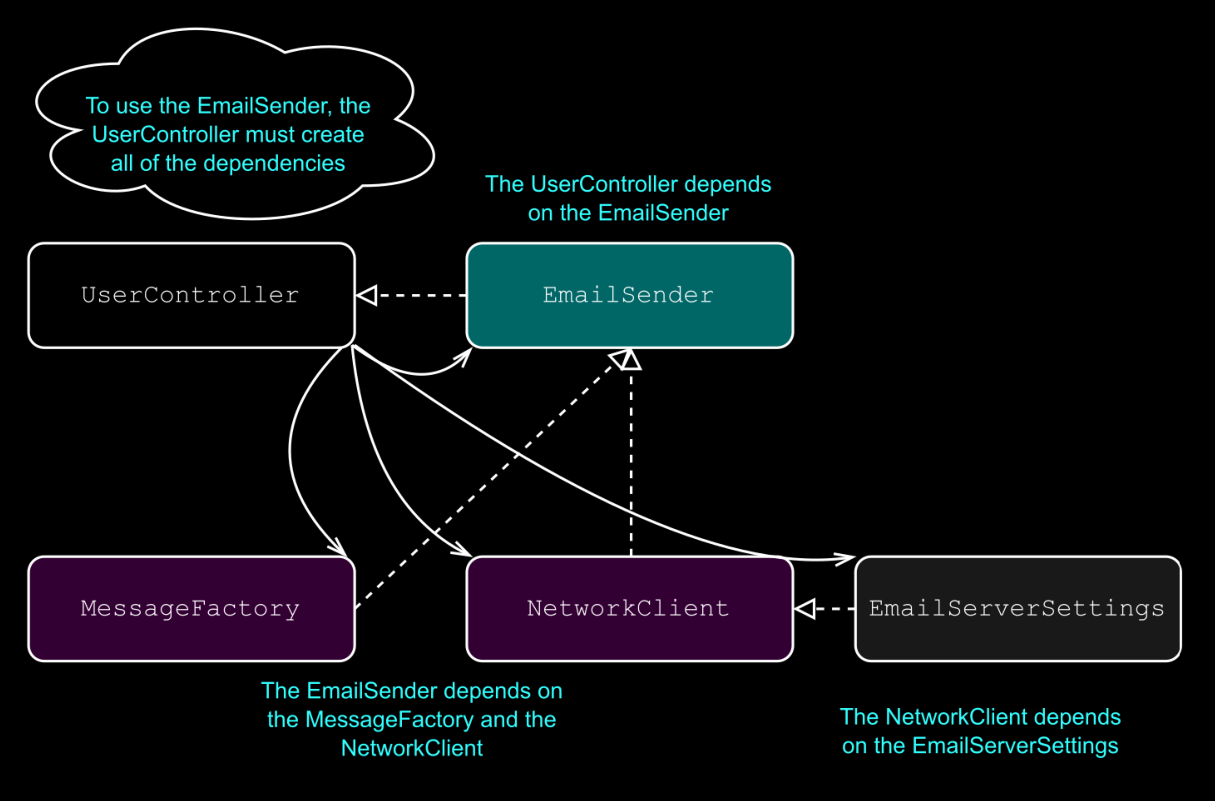 To use the EmailSender, the
UserController must create
all of the dependencies
The UserController depends
on the EmailSender
UserController
EmailSender
MessageFactory
NetworkClient
EmailServerSettings
The EmailSender depends on
the MessageFactory and the
NetworkClient
The NetworkClient depends
on the EmailServerSettings